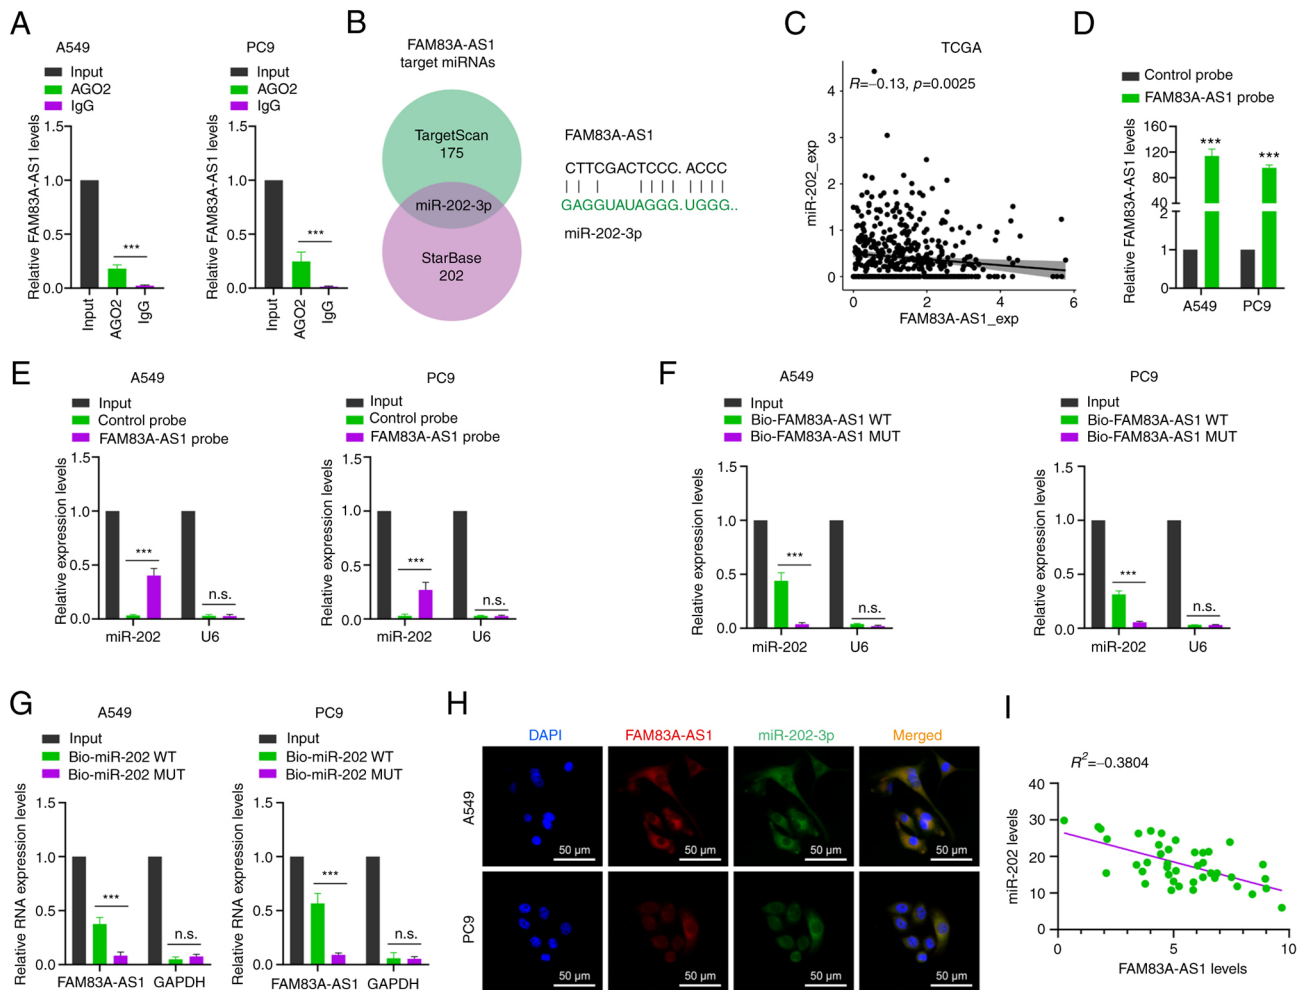 A
A549
Input
AGO2
IgG
Relative FAM83A-AS1 levels
1.5
1.0
0.5
0.0
***
Input
AGO2
IgG
PC9
Input
AGO2
IgG
Relative FAM83A-AS1 levels
1.5
1.0
0.5
0.0
***
Input
AGO2
IgG
B
FAM83A-AS1
target miRNAs
TargetScan
175
miR-202-3p
StarBase
202
FAM83A-AS1
CTTCGACTCCC. ACCC
GAGGUAUAGGG.UGGG..
miR-202-3p
C
TCGA
R=−0.13, p=0.0025
miR-202_exp
4
3
2
1
0
0 2 4 6
FAM83A-AS1_exp
D
Control probe
FAM83A-AS1 probe
Relative FAM83A-AS1 levels
160
120
80
40
2
1
0
***
***
A549 PC9
E
A549
Input
Control probe
FAM83A-AS1 probe
Relative expression levels
1.5
1.0
0.5
0.0
***
n.s.
miR-202 U6
PC9
Input
Control probe
FAM83A-AS1 probe
Relative expression levels
1.5
1.0
0.5
0.0
***
n.s.
miR-202 U6
F
A549
Input
Bio-FAM83A-AS1 WT
Bio-FAM83A-AS1 MUT
Relative expression levels
1.5
1.0
0.5
0.0
***
n.s.
miR-202 U6
PC9
Input
Bio-FAM83A-AS1 WT
Bio-FAM83A-AS1 MUT
Relative expression levels
1.5
1.0
0.5
0.0
***
n.s.
miR-202 U6
G
A549
Input
Bio-miR-202 WT
Bio-miR-202 MUT
Relative RNA expression levels
1.5
1.0
0.5
0.0
***
n.s.
FAM83A-AS1 GAPDH
PC9
Input
Bio-miR-202 WT
Bio-miR-202 MUT
Relative RNA expression levels
1.5
1.0
0.5
0.0
***
n.s.
FAM83A-AS1 GAPDH
H
DAPI FAM83A-AS1 miR-202-3p Merged
A549
50 µm 50 µm 50 µm 50 µm
PC9
50 µm 50 µm 50 µm 50 µm
I
R²=−0.3804
miR-202 levels
40
30
20
10
0
0 5 10
FAM83A-AS1 levels